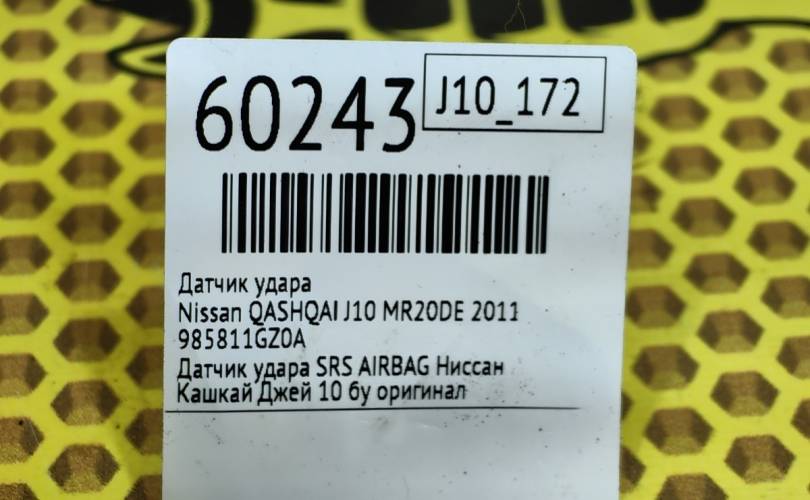 60243
J10_172
Датчик удара
Nissan QASHQAI J10 MR20DE 2011
985811GZ0A
Датчик удара SRS AIRBAG Ниссан
Кашкай Джей 10 бу оригинал